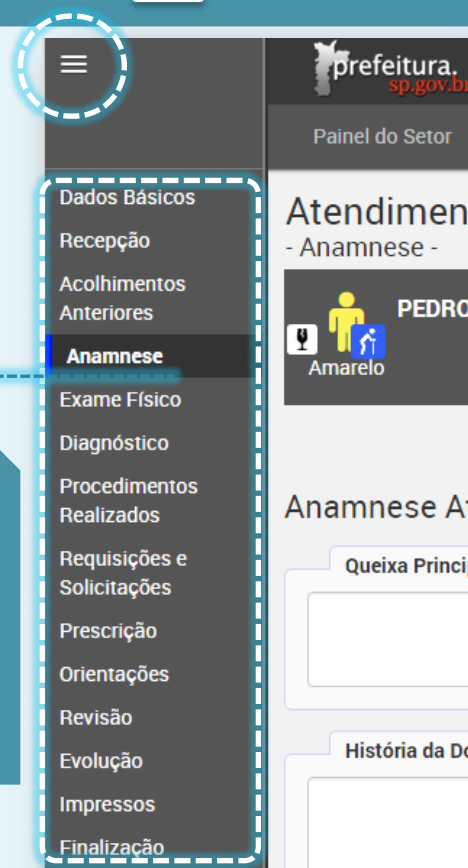 prefeitura.
sp.gov.br
Painel do Setor
Dados Básicos
Recepção
Acolhimentos
Anteriores
Anamnese
Exame Físico
Diagnóstico
Procedimentos
Realizados
Requisições e
Solicitações
Prescrição
Orientações
Revisão
Evolução
Impressos
Finalização
Atendimen
- Anamnese -
PEDRO
Amarelo
Anamnese At
Queixa Princip
História da Do